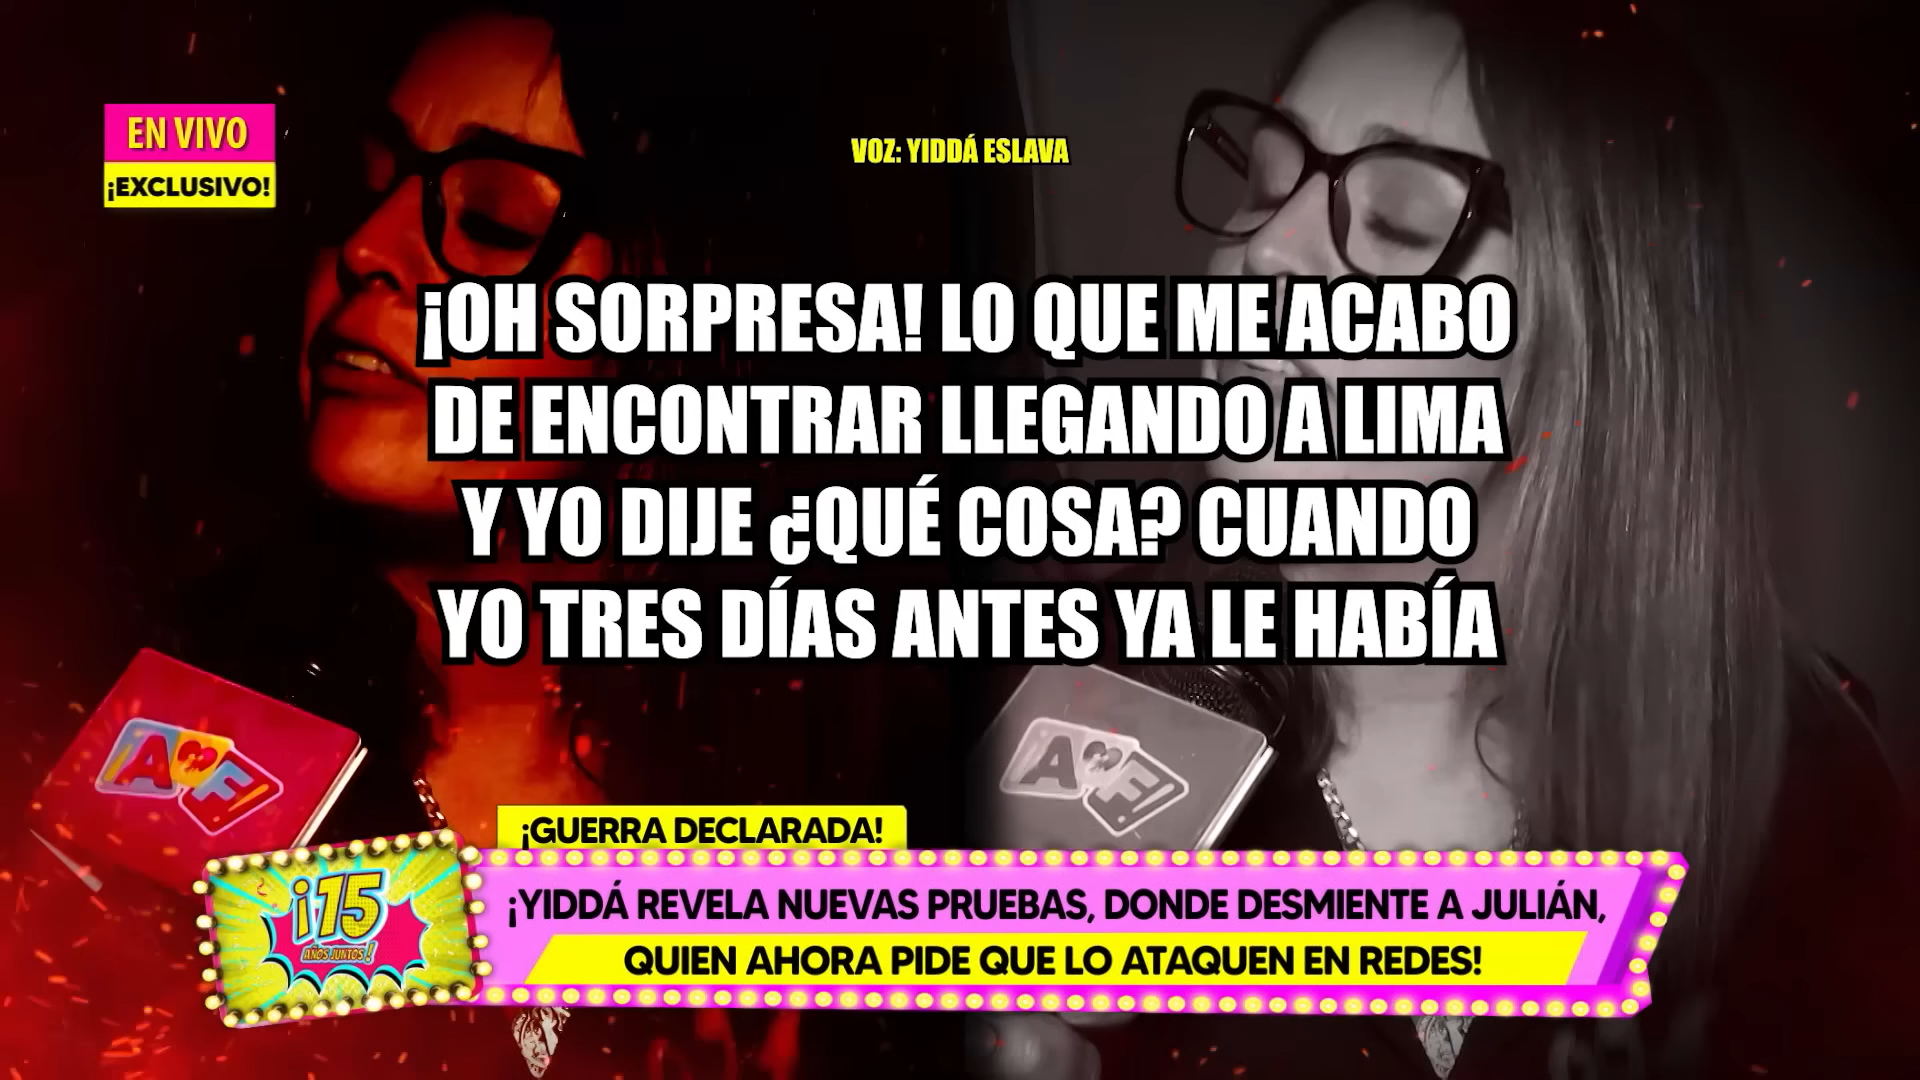 EN VIVO
¡EXCLUSIVO!
VOZ: YIDDÁ ESLAVA
¡OH SORPRESA! LO QUE ME ACABO
DE ENCONTRAR LLEGANDO A LIMA
Y YO DIJE ¿QUÉ COSA? CUANDO
YO TRES DÍAS ANTES YA LE HABÍA
AF!
AF!
¡GUERRA DECLARADA!
¡15
AÑOS JUNTOS!
¡YIDDÁ REVELA NUEVAS PRUEBAS, DONDE DESMIENTE A JULIÁN,
QUIEN AHORA PIDE QUE LO ATAQUEN EN REDES!